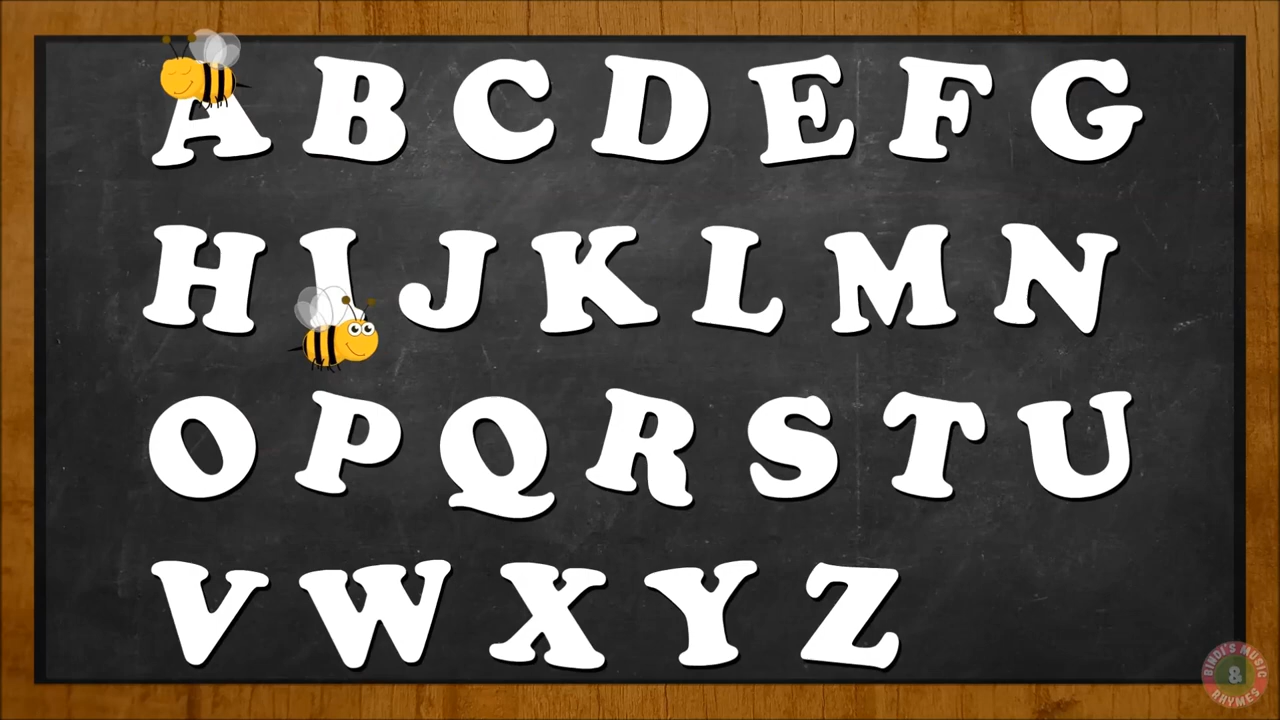 A B C D E F G
H I J K L M N
O P Q R S T U
V W X Y Z
BINDI'S MUSIC
&
RHYMES